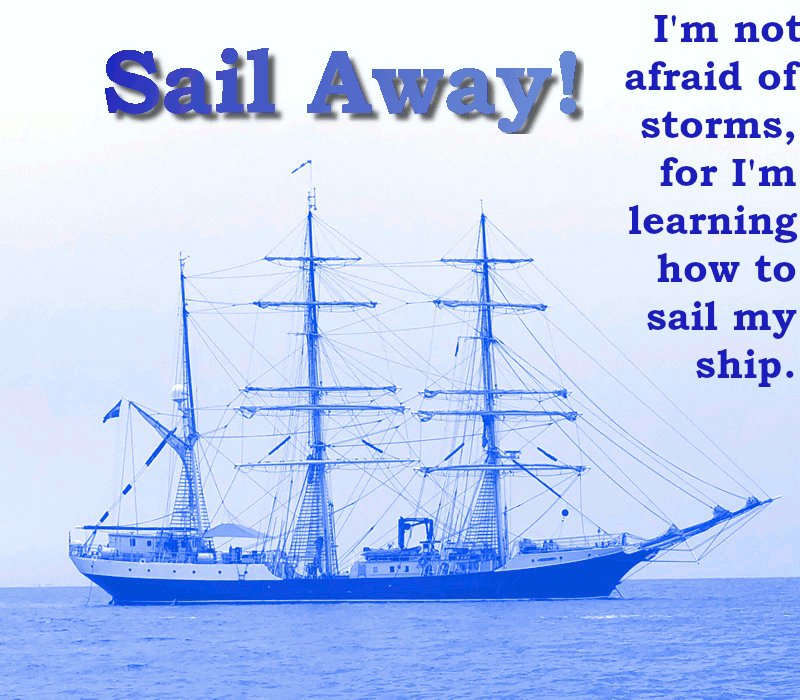 Sail Away!
I'm not
afraid of
storms,
for I'm
learning
how to
sail my
ship.